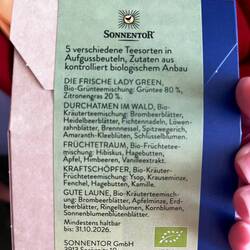 SONNENTOR
5 verschiedene Teesorten in
Aufgussbeuteln, Zutaten aus
kontrolliert biologischem Anbau
DIE FRISCHE LADY GREEN,
Bio-Grünteemischung: Grüntee 80 %,
Zitronengras 20 %.
DURCHATMEN IM WALD, Bio-
Kräuterteemischung: Brombeerblätter,
Heidelbeerblätter, Fichtennadeln, Löwen-
zahnblätter, Brennnessel, Spitzwegerich,
Amaranth-Kleeblüten, Schlüsselblumen.
FRÜCHTETRAUM, Bio-Früchtetee-
mischung: Hibiskus, Hagebutten,
Apfel, Himbeeren, Vanilleextrakt.
KRAFTSCHÖPFER, Bio-Kräuter-
Früchteteemischung: Ysop, Krauseminze,
Fenchel, Hagebutten, Kamille.
GUTE LAUNE, Bio-Kräuterteemisch-
ung: Brombeerblätter, Apfelminze, Erd-
beerblätter, Ringelblumen, Kornblumen,
Sonnenblumenblütenblätter.
Mindestens haltbar
bis: 31.10.2026.
SONNENTOR GmbH